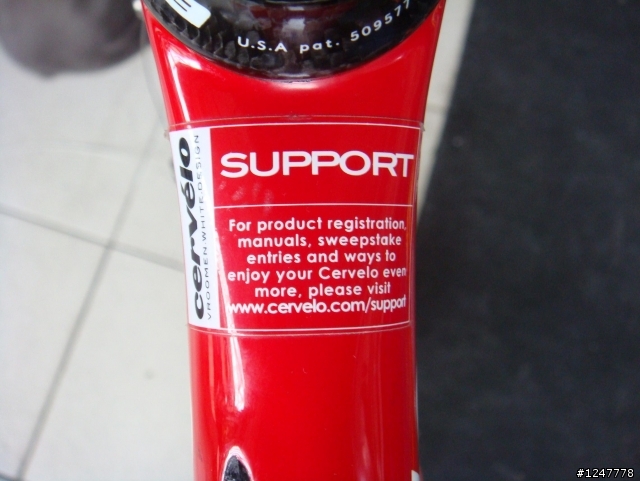 U.S.A pat. 509577
cervélo
VROOMEN.WHITE.DESIGN
SUPPORT
For product registration,
manuals, sweepstake
entries and ways to
enjoy your Cervelo even
more, please visit
www.cervelo.com/support
#1247778